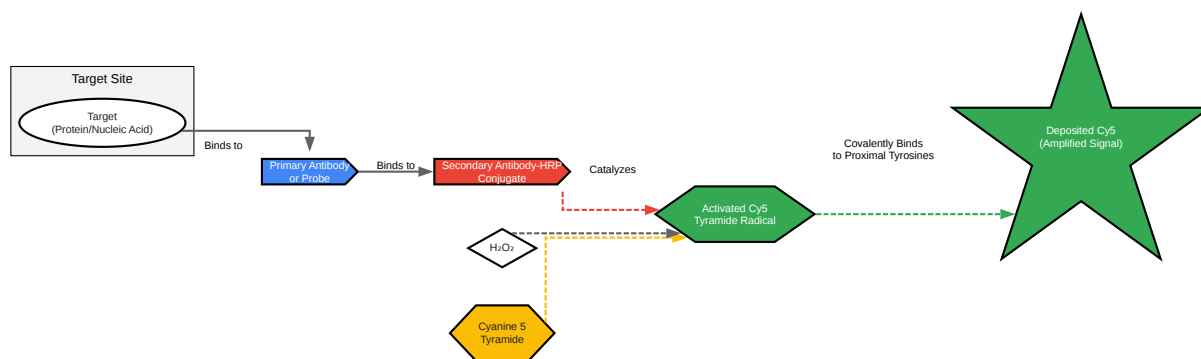 Target Site
Target
(Protein/Nucleic Acid)
Binds to
Primary Antibody
or Probe
Binds to
Secondary Antibody-HRP
Conjugate
Catalyzes
H₂O₂
Cyanine 5
Tyramide
Activated Cy5
Tyramide Radical
Covalently Binds
to Proximal Tyrosines
Deposited Cy5
(Amplified Signal)